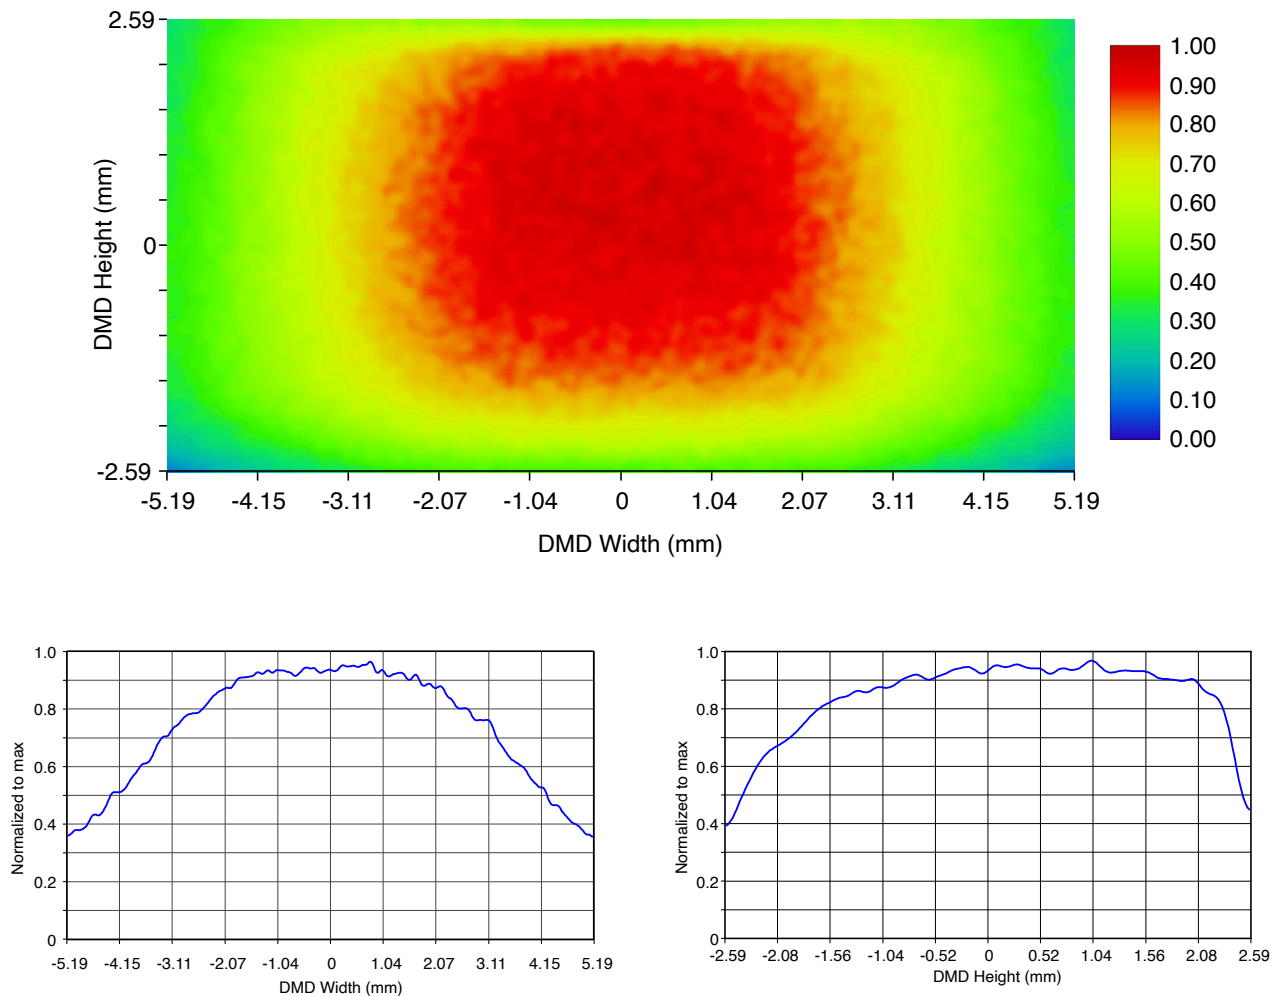 2.59
0
-2.59
DMD Height (mm)
-5.19 -4.15 -3.11 -2.07 -1.04 0 1.04 2.07 3.11 4.15 5.19
DMD Width (mm)
1.00
0.90
0.80
0.70
0.60
0.50
0.40
0.30
0.20
0.10
0.00
1.0
0.8
0.6
0.4
0.2
0
Normalized to max
-5.19 -4.15 -3.11 -2.07 -1.04 0 1.04 2.07 3.11 4.15 5.19
DMD Width (mm)
1.0
0.8
0.6
0.4
0.2
0
Normalized to max
-2.59 -2.08 -1.56 -1.04 -0.52 0 0.52 1.04 1.56 2.08 2.59
DMD Height (mm)